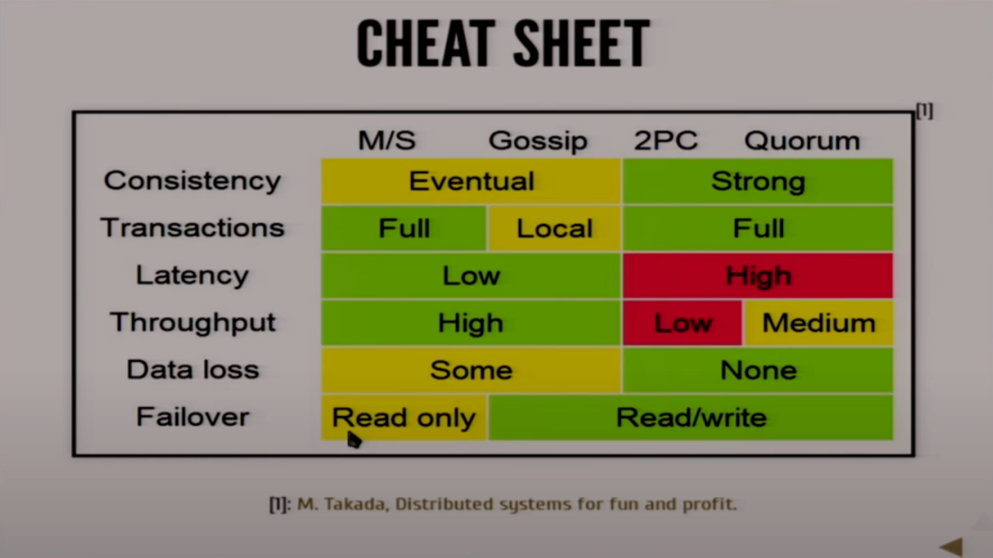 CHEAT SHEET
[1]
M/S Gossip 2PC Quorum
Consistency Eventual Strong
Transactions Full Local Full
Latency Low High
Throughput High Low Medium
Data loss Some None
Failover Read only Read/write
[1]: M. Takada, Distributed systems for fun and profit.